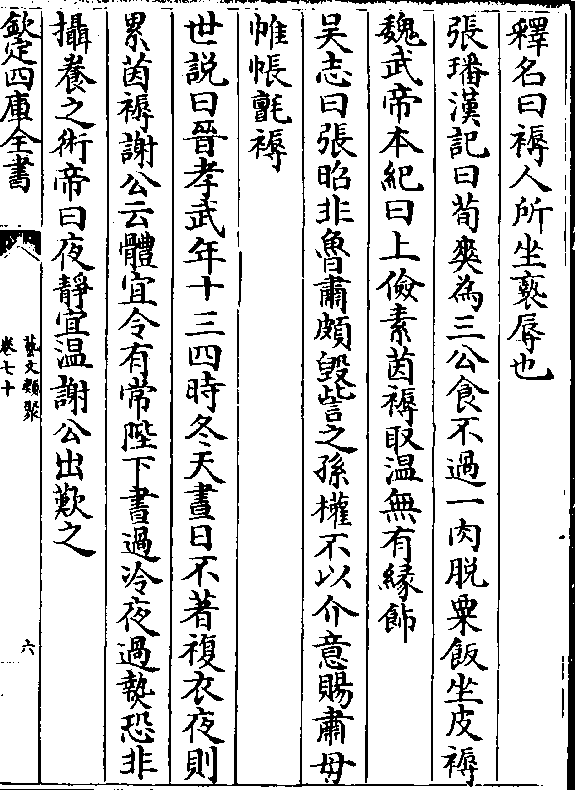 釋名曰褥人所坐䙝辱也
張璠漢記曰荀爽為三公食不過一肉脱粟飯坐皮褥
魏武帝本紀曰上儉素茵褥取温無有緣飾
吴志曰張昭非魯肅頗毁訾之孫權不以介意賜肅母
帷帳氈褥
世説曰晉孝武年十三四時冬天晝日不著複衣夜則
累茵褥謝公云體宜令有常陛下晝過冷夜過熱恐非
攝養之術帝曰夜靜宜温謝公出歎之
欽定四庫全書
藝文類聚
卷七十
六